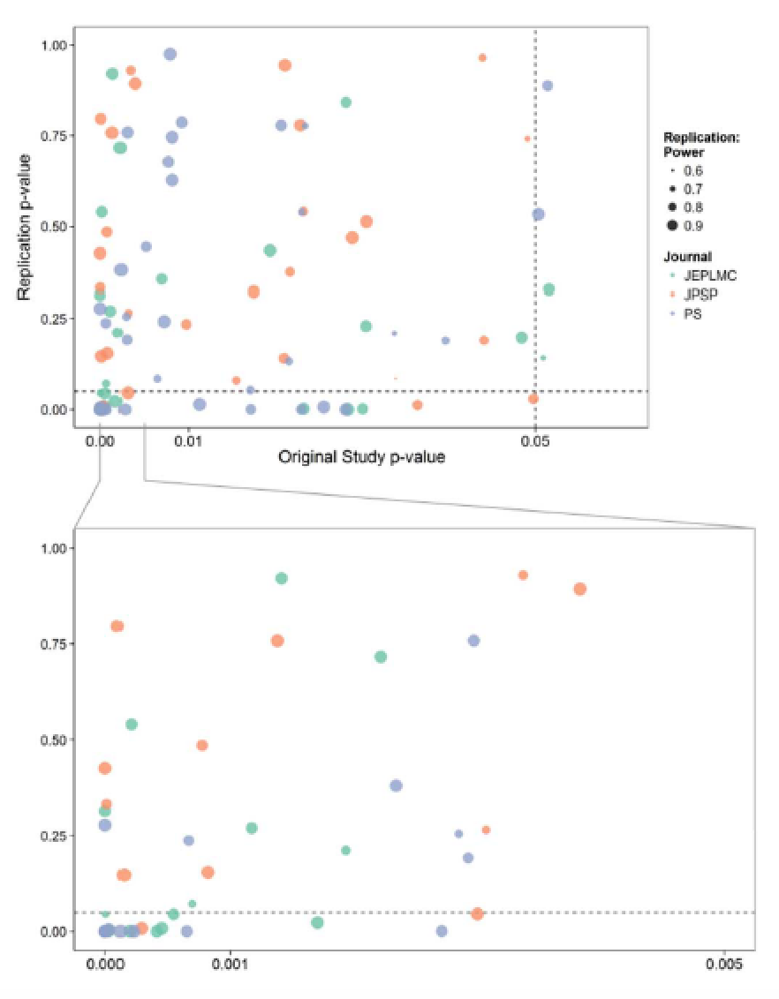 1.00
0.75
0.50
0.25
0.00
Replication p-value
0.00 0.01 0.05
Original Study p-value
Replication:
Power
0.6
0.7
0.8
0.9
Journal
JEPLMC
JPSP
PS
1.00
0.75
0.50
0.25
0.00
0.000 0.001 0.005